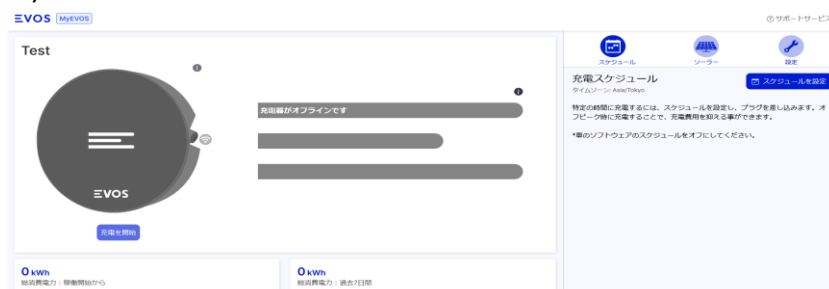 EVOS MyEVOS
サポートサービス
Test
充電器がオフラインです
EVOS
充電を開始
0 kWh
総消費電力：稼働開始から
0 kWh
総消費電力：過去7日間
スケジュール
ソーラー
設定
充電スケジュール
タイムゾーン: Asia/Tokyo
スケジュールを設定
特定の時間に充電するには、スケジュールを設定し、プラグを差し込みます。オ
フピーク時に充電することで、充電費用を抑える事ができます。
*車のソフトウェアのスケジュールをオフにしてください。